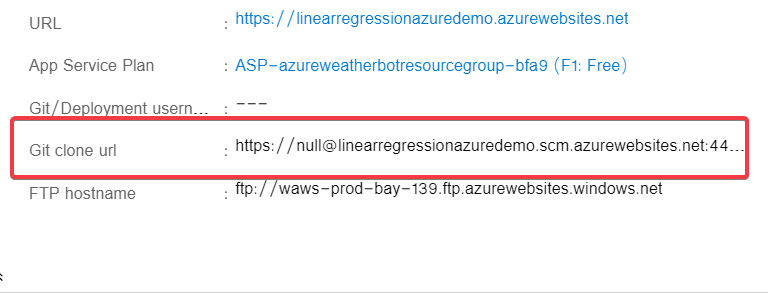 URL : https://linearregressionazuredemo.azurewebsites.net
App Service Plan : ASP-azureweatherbotresourcegroup-bfa9 (F1: Free)
Git/Deployment usern... : ---
Git clone url : https://null@linearregressionazuredemo.scm.azurewebsites.net:44...
FTP hostname : ftp://waws-prod-bay-139.ftp.azurewebsites.windows.net